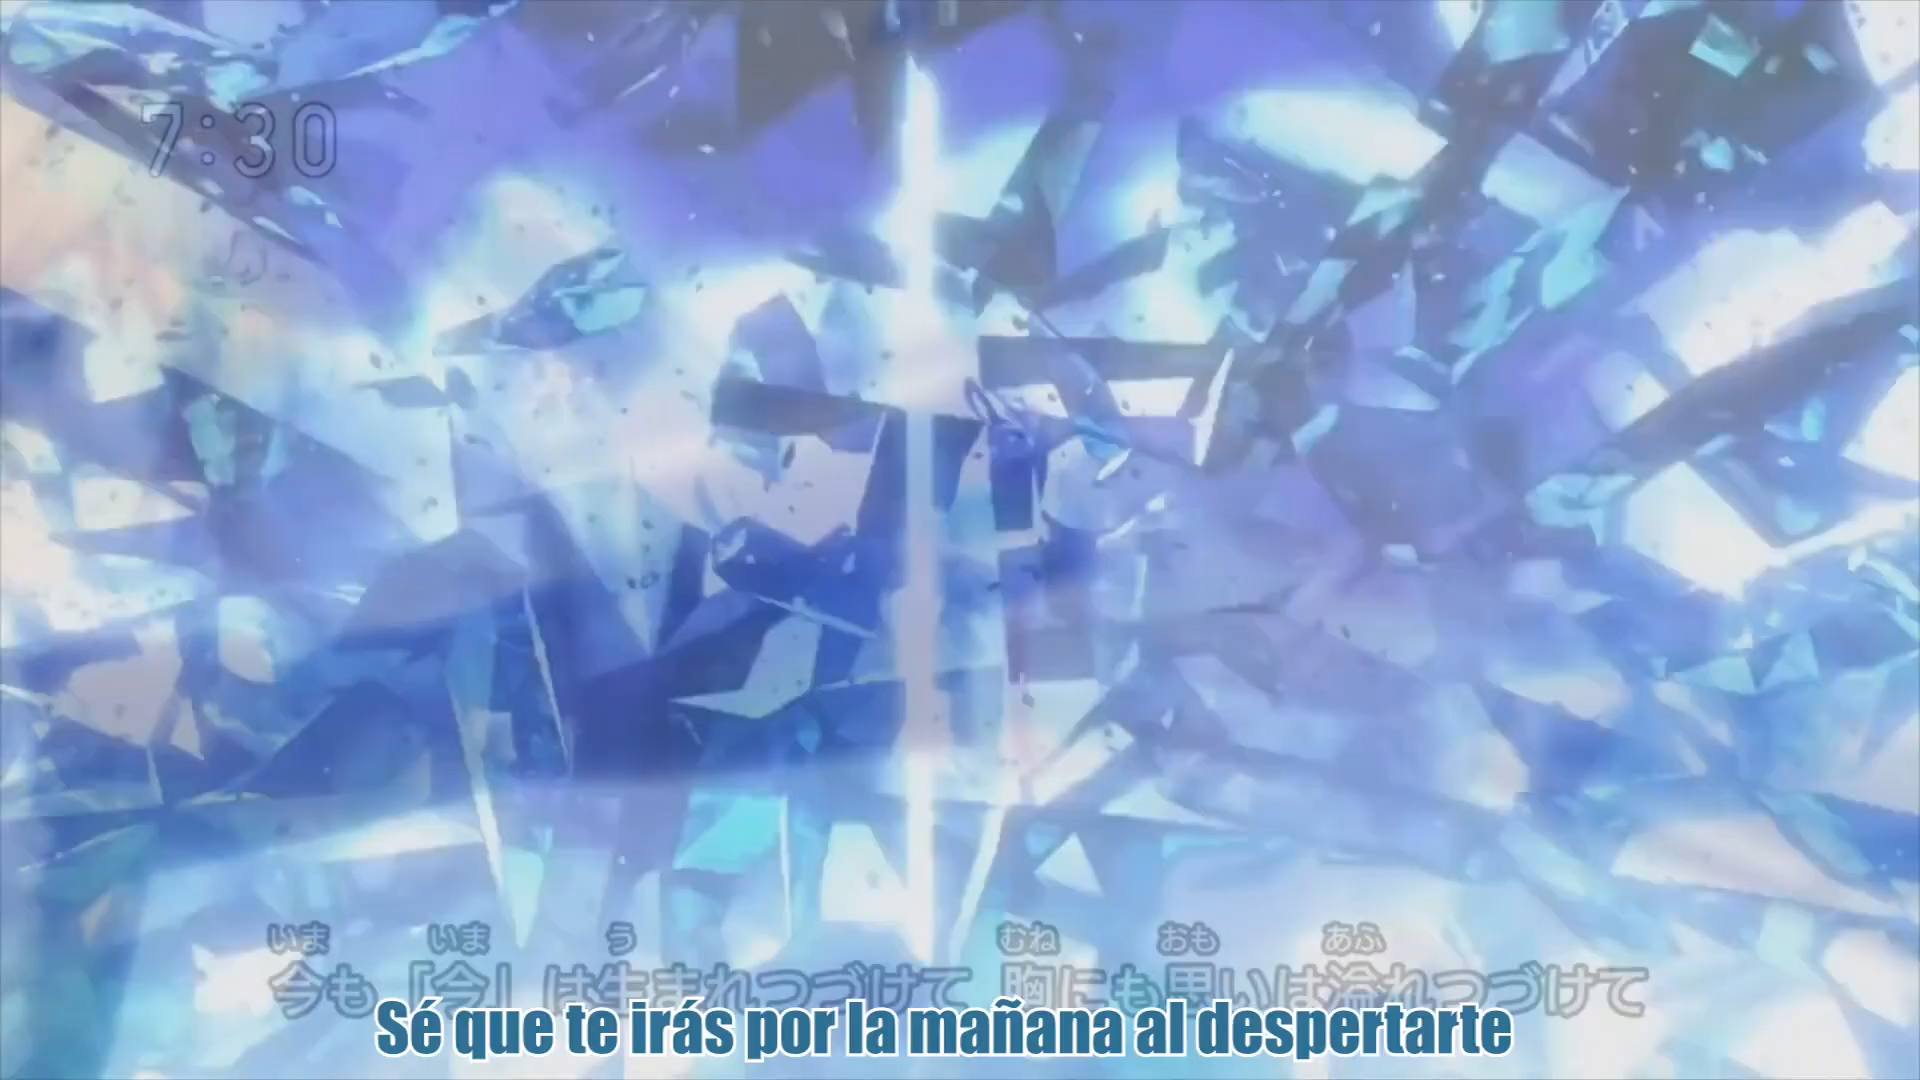 7:30
いま いま う むね おも あふ
今も「今」は生まれつづけて 胸にも思いは溢れつづけて
Sé que te irás por la mañana al despertarte